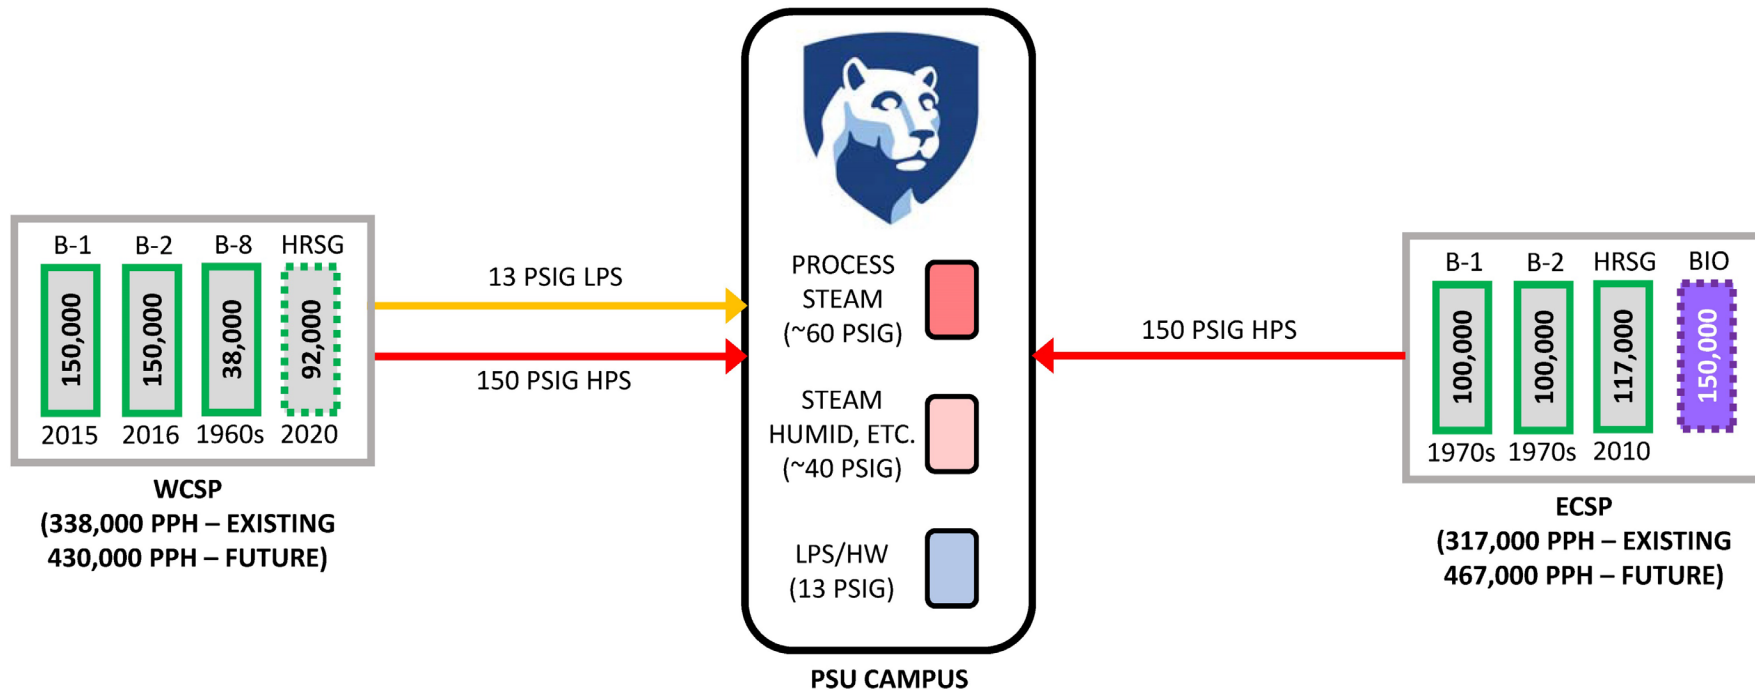 B-1 B-2 B-8 HRSG
150,000 150,000 38,000 92,000
2015 2016 1960s 2020
WCSP
(338,000 PPH – EXISTING
430,000 PPH – FUTURE)
13 PSIG LPS
150 PSIG HPS
PROCESS
STEAM
(~60 PSIG)
STEAM
HUMID, ETC.
(~40 PSIG)
LPS/HW
(13 PSIG)
PSU CAMPUS
150 PSIG HPS
B-1 B-2 HRSG BIO
100,000 100,000 117,000 150,000
1970s 1970s 2010
ECSP
(317,000 PPH – EXISTING
467,000 PPH – FUTURE)